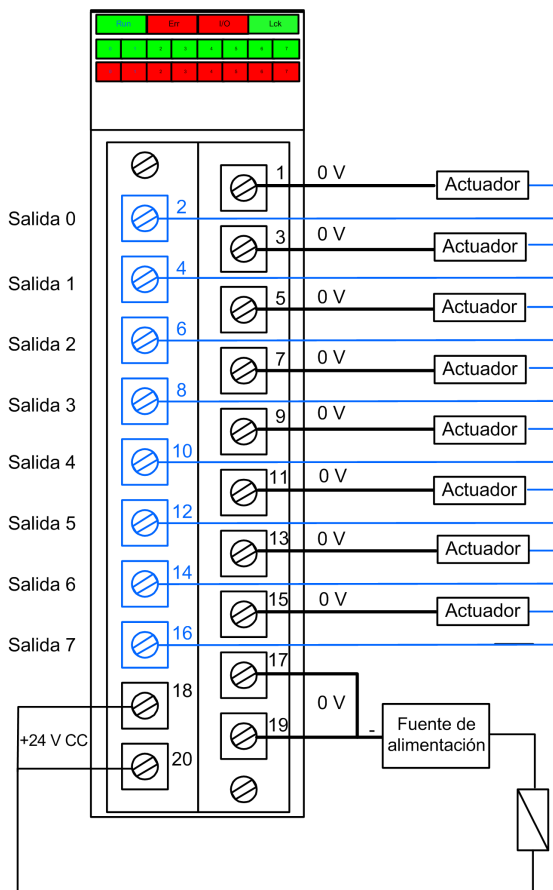 Run Err I/O Lck
1 0 V Actuador
Salida 0 2
3 0 V Actuador
Salida 1 4
5 0 V Actuador
Salida 2 6
7 0 V Actuador
Salida 3 8
9 0 V Actuador
Salida 4 10
11 0 V Actuador
Salida 5 12
13 0 V Actuador
Salida 6 14
15 0 V Actuador
Salida 7 16
17
18
0 V
19 - Fuente de
alimentación
+24 V CC
20